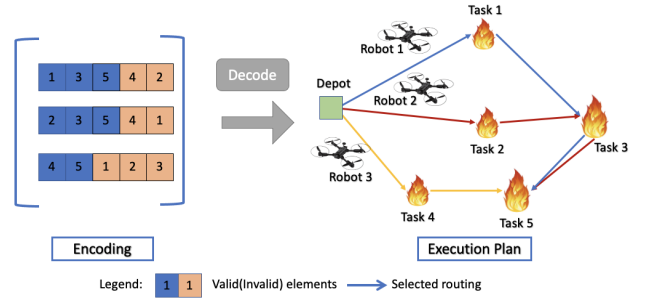 Task 1
Robot 1
1 3 5 4 2
Decode
Depot
Robot 2
2 3 5 4 1
Task 2
Task 3
4 5 1 2 3
Robot 3
Task 4
Task 5
Encoding
Execution Plan
Legend: 1 1 Valid(Invalid) elements Selected routing